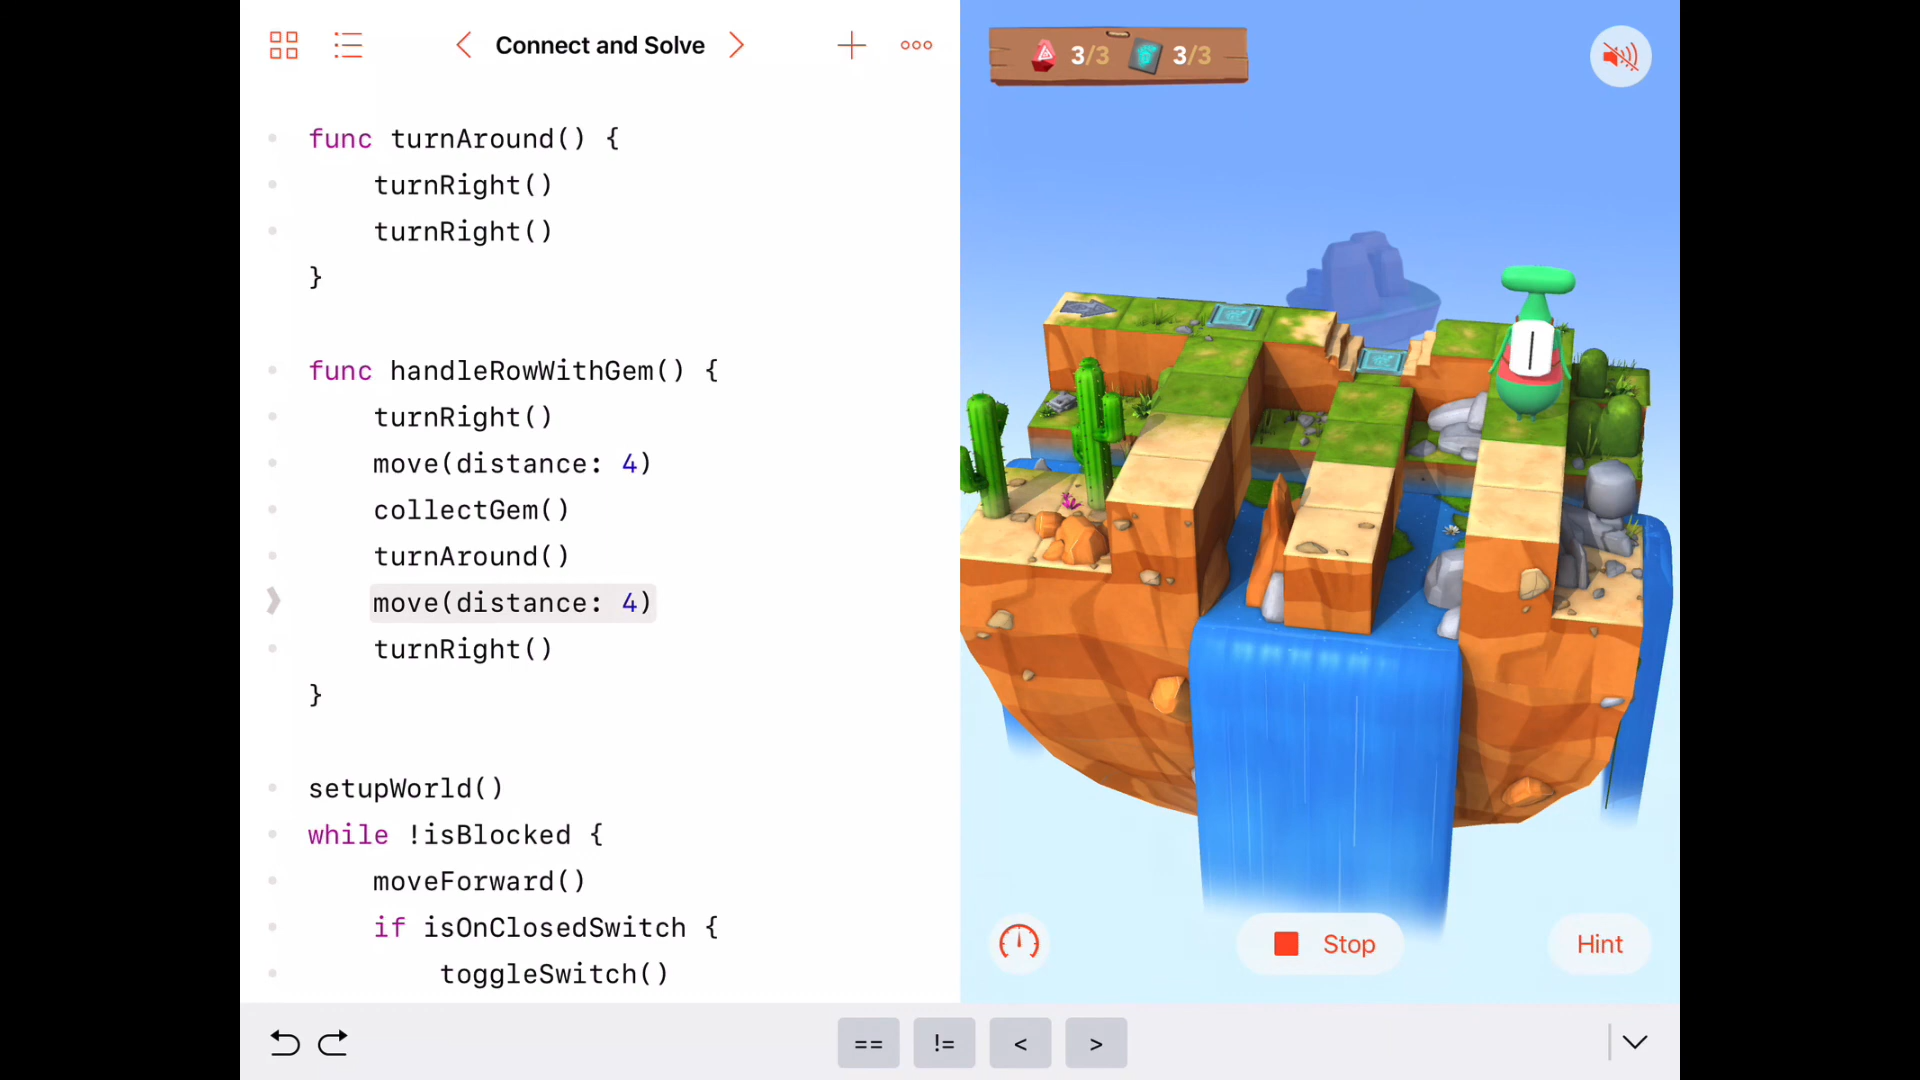 Connect and Solve
3/3 3/3
func turnAround() {
turnRight()
turnRight()
}
func handleRowWithGem() {
turnRight()
move(distance: 4)
collectGem()
turnAround()
move(distance: 4)
turnRight()
}
setupWorld()
while !isBlocked {
moveForward()
if isOnClosedSwitch {
toggleSwitch()
Stop
Hint
== != < >